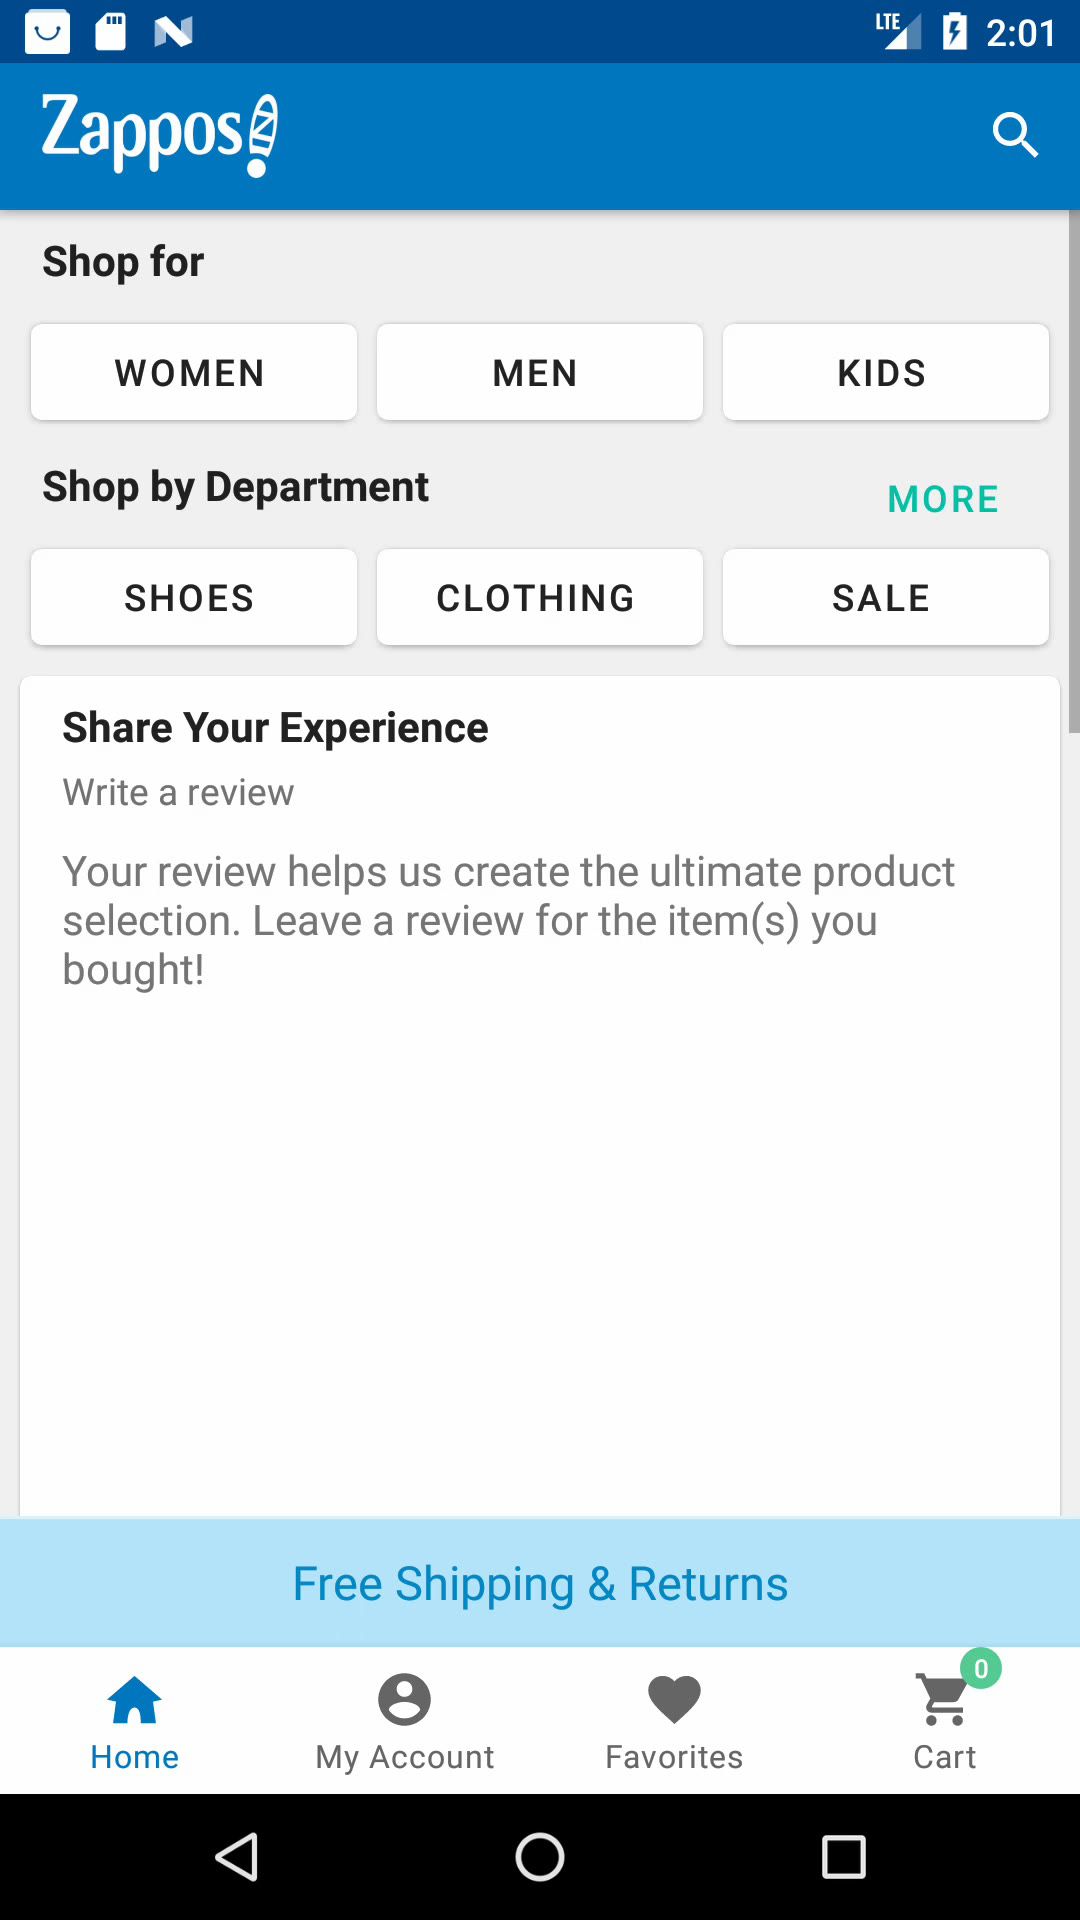 LTE 2:01
Zappos
Shop for
WOMEN MEN KIDS
Shop by Department
MORE
SHOES CLOTHING SALE
Share Your Experience
Write a review
Your review helps us create the ultimate product
selection. Leave a review for the item(s) you
bought!
Free Shipping & Returns
0
Home My Account Favorites Cart